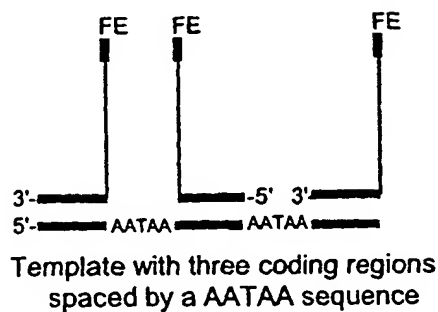 FE FE FE
3'- -5' 3'-
5'- AATAA AATAA
Template with three coding regions
spaced by a AATAA sequence